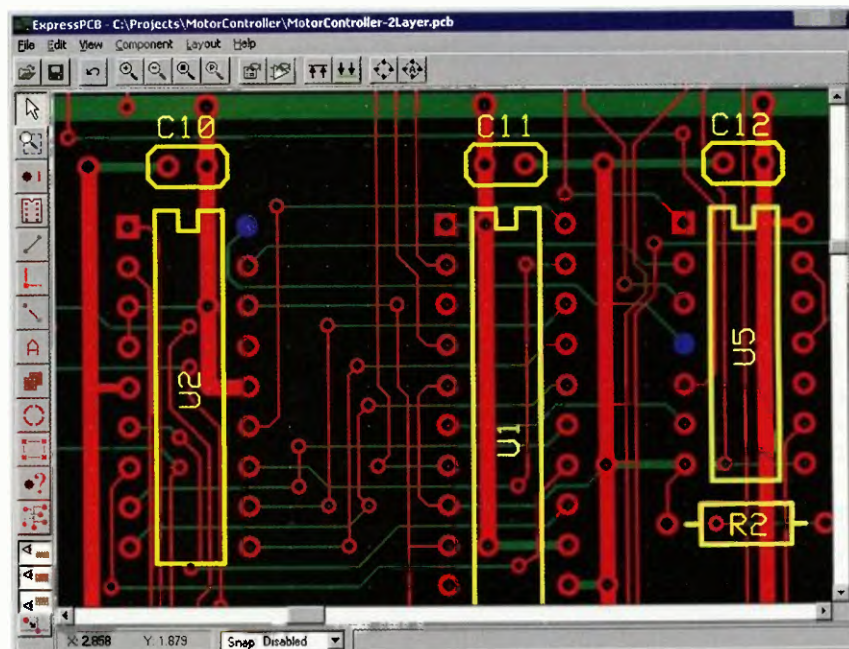 ExpressPCB - C:\Projects\MotorController\MotorController-2Layer.pcb
File Edit View Component Layout Help
C10 C11 C12
U2 U1 U5
R2
X: 2.858 Y: 1.879 Snap Disabled